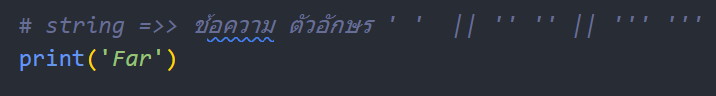 # string =>> ข้อความ ตัวอักษร ' '  || '' '' || ''' '''
print('Far')